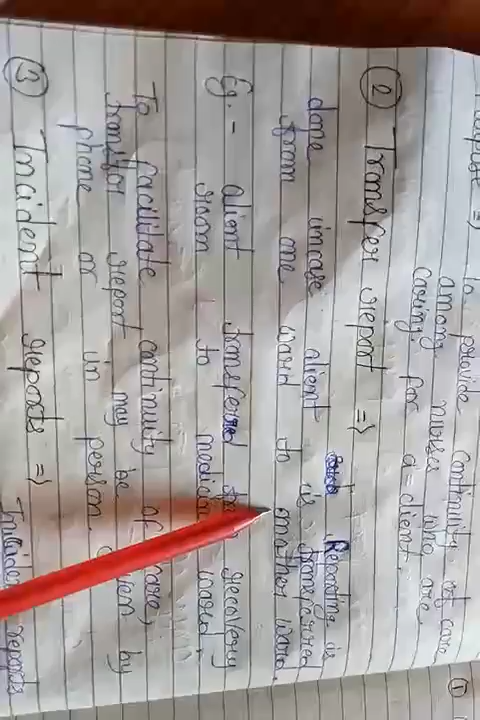 to provide continuity of care
among nurses who are
caring for a client.
② Transfer report ⇒ Reporting is
done incase client is transferred
from one ward to another ward.
Eg. - client transferred recovery
room to medical ward.
To facilitate continuity of care,
transfer report in may be given by
phone or in person.
③ Incident reports ⇒ Incident reports
①